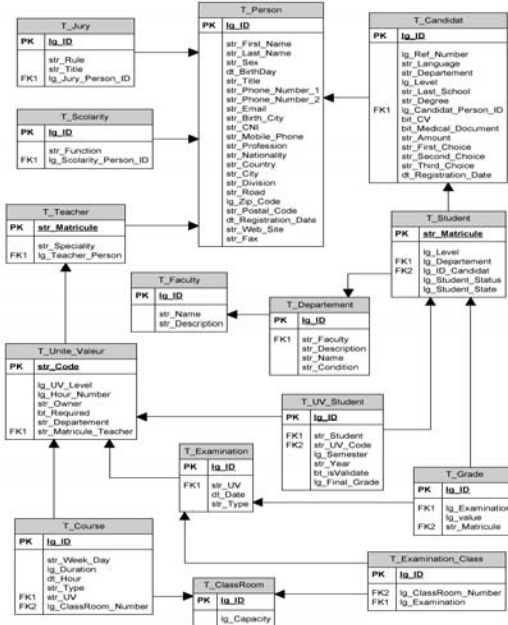 T_Person
PK lg_ID
str_First_Name
str_Last_Name
str_Sex
dt_BirthDay
str_Title
str_Phone_Number_1
str_Phone_Number_2
str_Email
str_Birth_City
str_CNI
str_Mobile_Phone
str_Profession
str_Nationality
str_Country
str_City
str_Division
str_Road
lg_Zip_Code
str_Postal_Code
dt_Registration_Date
str_Web_Site
str_Fax
T_Jury
PK lg_ID
str_Rule
str_Title
FK1 lg_Jury_Person_ID
T_Candidat
PK lg_ID
lg_Ref_Number
str_Language
str_Departement
lg_Level
str_Last_School
str_Degree
FK1 lg_Candidat_Person_ID
bit_CV
bit_Medical_Document
str_Amount
str_First_Choice
str_Second_Choice
str_Third_Choice
dt_Registration_Date
T_Scolarity
PK lg_ID
str_Function
FK1 lg_Scolarity_Person_ID
T_Teacher
PK str_Matricule
str_Speciality
FK1 lg_Teacher_Person
T_Student
PK str_Matricule
lg_Level
FK1 lg_Departement
FK2 lg_ID_Candidat
lg_Student_Status
lg_Student_State
T_Faculty
PK lg_ID
str_Name
str_Description
T_Departement
PK lg_ID
FK1 str_Faculty
str_Description
str_Name
str_Condition
T_Unite_Valeur
PK str_Code
lg_UV_Level
lg_Hour_Number
str_Owner
bt_Required
str_Departement
FK1 str_Matricule_Teacher
T_UV_Student
PK lg_ID
FK1 str_Student
FK2 str_UV_Code
lg_Semester
str_Year
bt_isValidate
lg_Final_Grade
T_Examination
PK lg_ID
FK1 str_UV
dt_Date
str_Type
T_Grade
PK lg_ID
FK1 lg_Examination
lg_value
FK2 str_Matricule
T_Course
PK lg_ID
str_Week_Day
lg_Duration
dt_Hour
str_Type
FK1 str_UV
FK2 lg_ClassRoom_Number
T_Examination_Class
PK lg_ID
FK2 lg_ClassRoom_Number
FK1 lg_Examination
T_ClassRoom
PK lg_ID
lg_Capacity